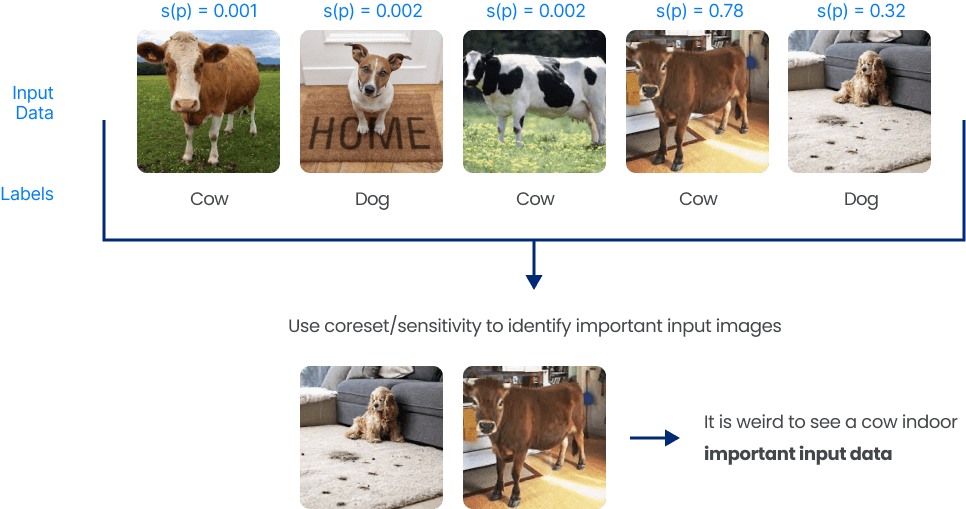 s(p) = 0.001
s(p) = 0.002
s(p) = 0.002
s(p) = 0.78
s(p) = 0.32
Input
Data
HOME
Labels
Cow
Dog
Cow
Cow
Dog
Use coreset/sensitivity to identify important input images
It is weird to see a cow indoor
important input data